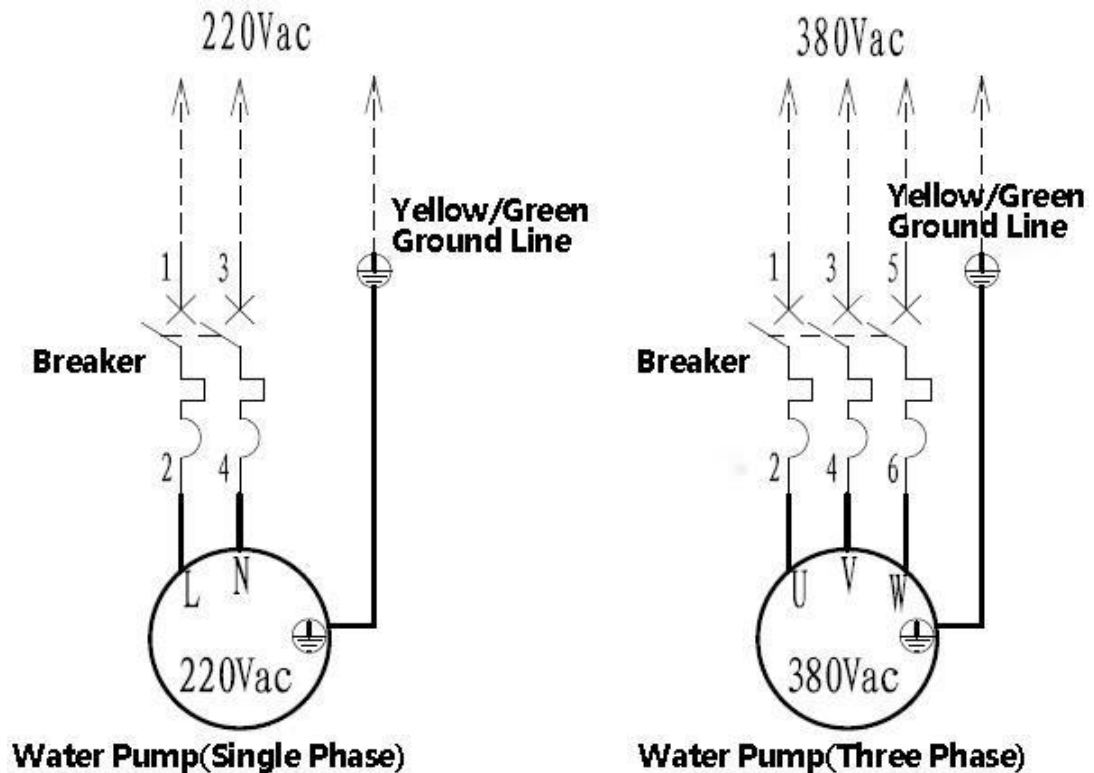 220Vac
Yellow/Green
Ground Line
1 3
Breaker
2 4
L N
220Vac
Water Pump(Single Phase)
380Vac
Yellow/Green
Ground Line
1 3 5
Breaker
2 4 6
U V W
380Vac
Water Pump(Three Phase)